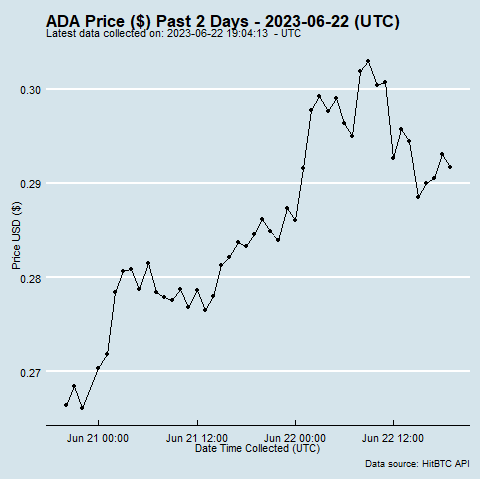 ADA Price ($) Past 2 Days - 2023-06-22 (UTC)
Latest data collected on: 2023-06-22 19:04:13  - UTC
0.30
0.29
0.28
0.27
Price USD ($)
Jun 21 00:00
Jun 21 12:00
Jun 22 00:00
Jun 22 12:00
Date Time Collected (UTC)
Data source: HitBTC API